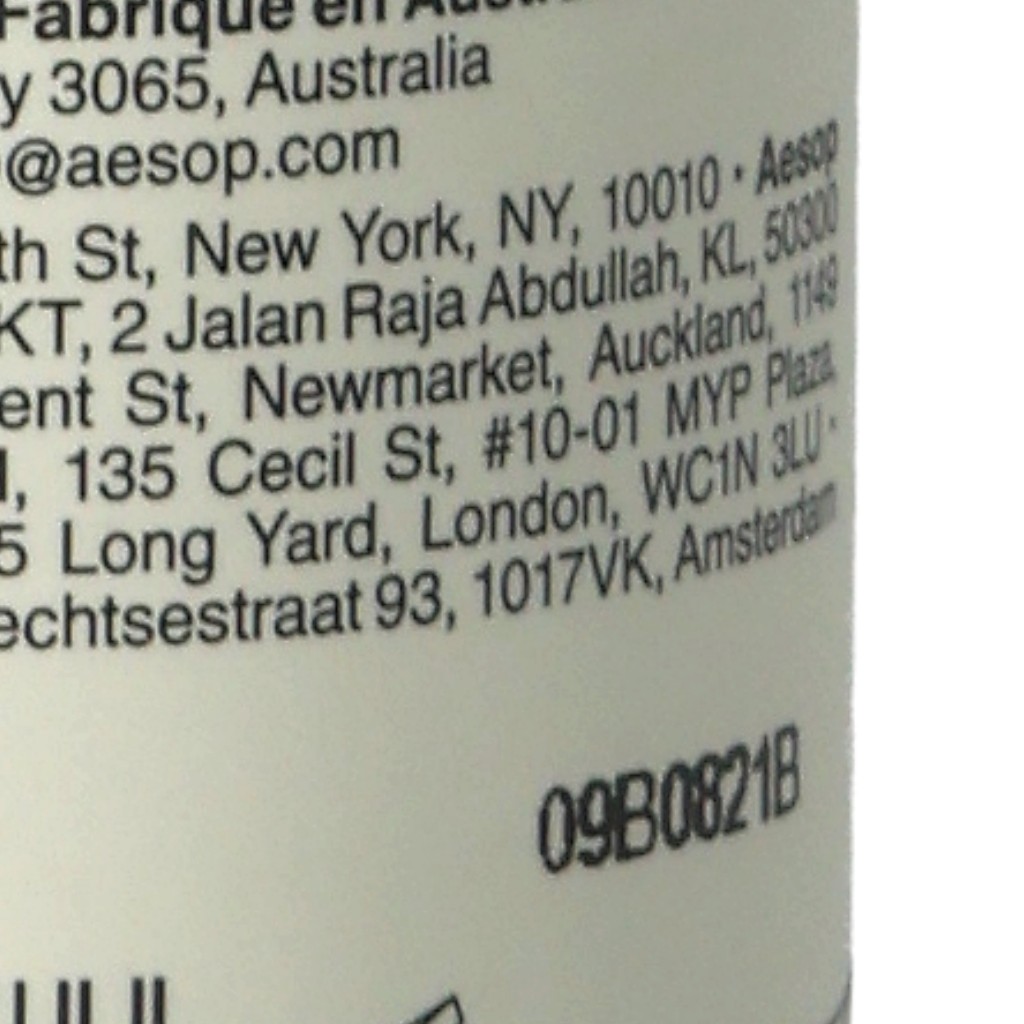 Fabriqué en
y 3065, Australia
@aesop.com
th St, New York, NY, 10010 · Aesop
KT, 2 Jalan Raja Abdullah, KL, 50300
ent St, Newmarket, Auckland, 1149
, 135 Cecil St, #10-01 MYP Plaza,
5 Long Yard, London, WC1N 3LU ·
echtsestraat 93, 1017VK, Amsterdam
09B0821B